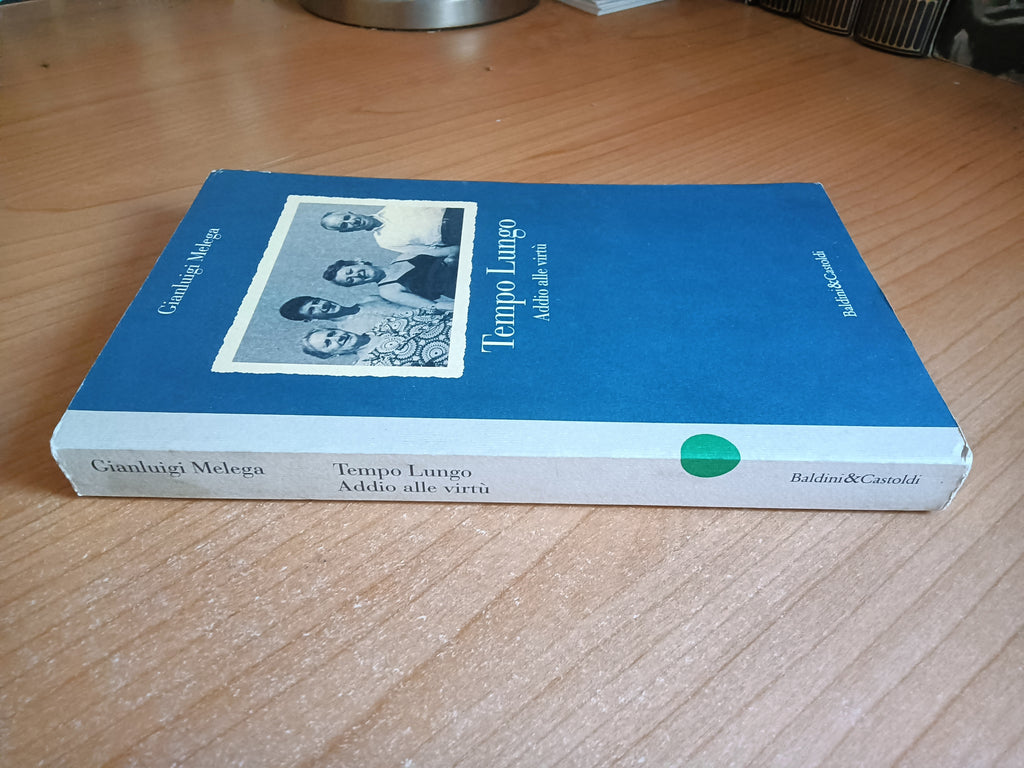 Gianluigi Melega
Tempo Lungo
Addio alle virtù
Baldini&Castoldi
Gianluigi Melega
Tempo Lungo
Addio alle virtù
Baldini&Castoldi